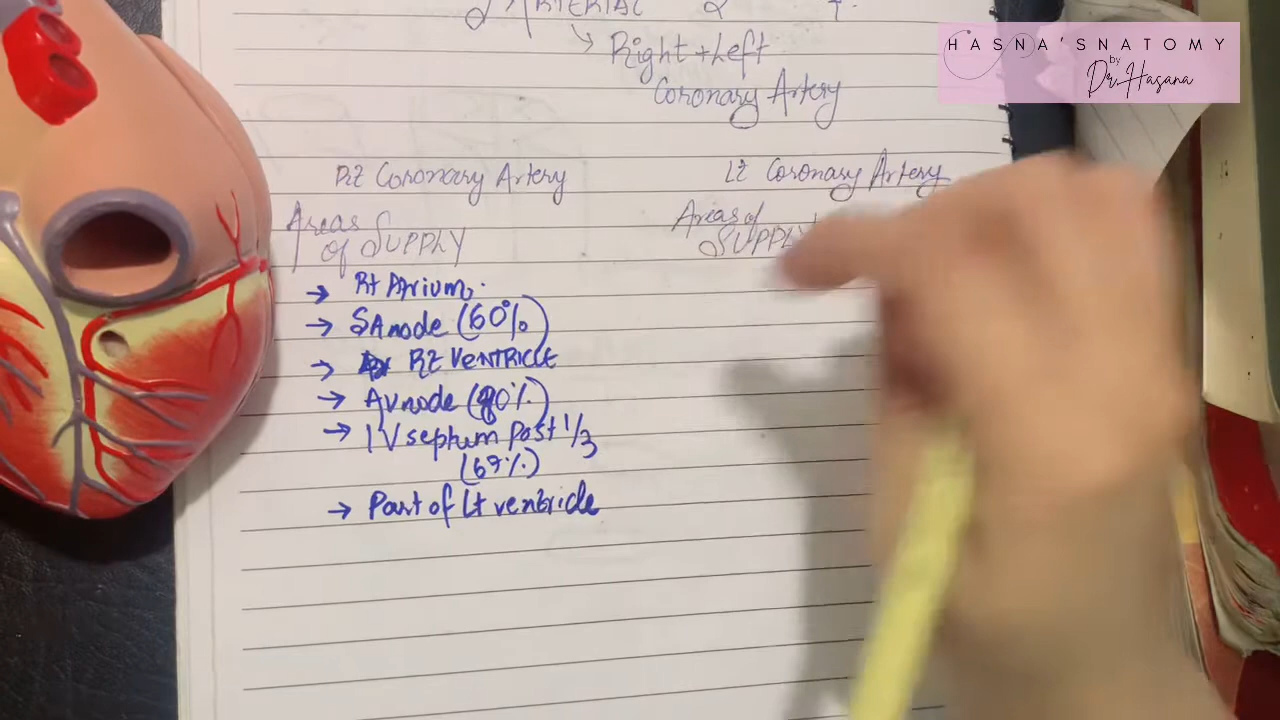 ARTERIAL
→ Right + Left
Coronary Artery
HASNA'SNATOMY
by
Dr.Hasana
Rt Coronary Artery
Lt Coronary Artery
Areas
of SUPPLY
Areas of
SUPPLY
→ Rt Atrium.
→ SA node (60%)
→ Rt VENTRICLE
→ AV node (80%)
→ IV septum Post 1/3
(67%)
→ Part of Lt ventricle